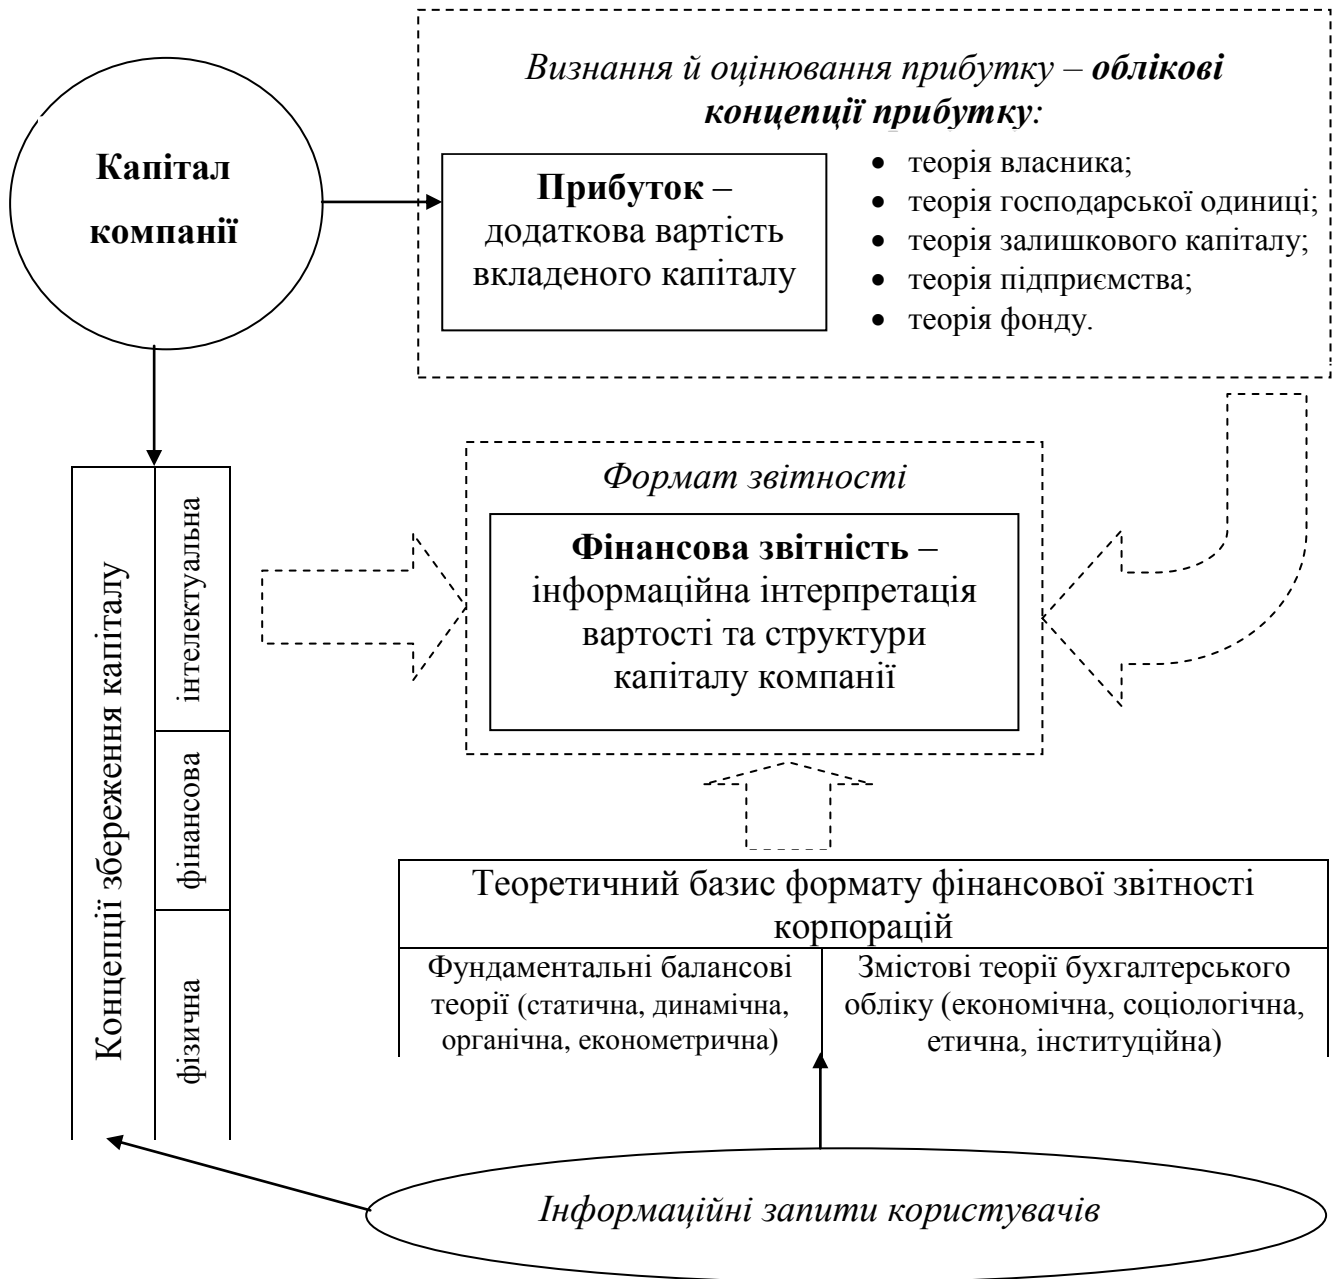 Визнання й оцінювання прибутку – облікові
концепції прибутку:
Капітал
компанії
Прибуток –
додаткова вартість
вкладеного капіталу
• теорія власника;
• теорія господарської одиниці;
• теорія залишкового капіталу;
• теорія підприємства;
• теорія фонду.
Концепції збереження капіталу
інтелектуальна
фінансова
фізична
Формат звітності
Фінансова звітність –
інформаційна інтерпретація
вартості та структури
капіталу компанії
Теоретичний базис формату фінансової звітності
корпорацій
Фундаментальні балансові
теорії (статична, динамічна,
органічна, економетрична)
Змістові теорії бухгалтерського
обліку (економічна, соціологічна,
етична, інституційна)
Інформаційні запити користувачів